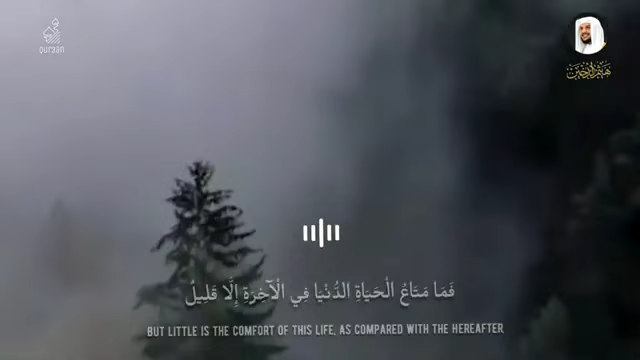 ouraan
فَمَا مَتَاعُ الْحَيَاةِ الدُّنْيَا فِي الْآخِرَةِ إِلَّا قَلِيلٌ
BUT LITTLE IS THE COMFORT OF THIS LIFE, AS COMPARED WITH THE HEREAFTER